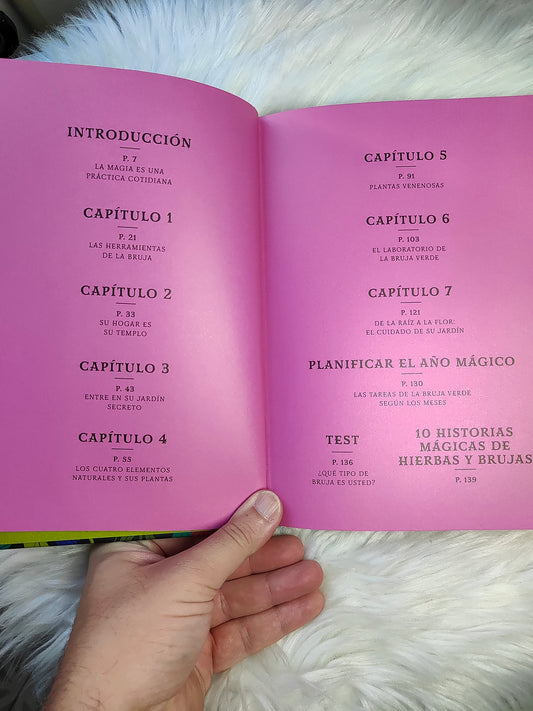 INTRODUCCIÓN
P. 7
LA MAGIA ES UNA
PRÁCTICA COTIDIANA
CAPÍTULO 1
P. 21
LAS HERRAMIENTAS
DE LA BRUJA
CAPÍTULO 2
P. 33
SU HOGAR ES
SU TEMPLO
CAPÍTULO 3
P. 43
ENTRE EN SU JARDÍN
SECRETO
CAPÍTULO 4
P. 55
LOS CUATRO ELEMENTOS
NATURALES Y SUS PLANTAS
CAPÍTULO 5
P. 91
PLANTAS VENENOSAS
CAPÍTULO 6
P. 103
EL LABORATORIO DE
LA BRUJA VERDE
CAPÍTULO 7
P. 121
DE LA RAÍZ A LA FLOR:
EL CUIDADO DE SU JARDÍN
PLANIFICAR EL AÑO MÁGICO
P. 130
LAS TAREAS DE LA BRUJA VERDE
SEGÚN LOS MESES
TEST
P. 136
¿QUÉ TIPO DE
BRUJA ES USTED?
10 HISTORIAS
MÁGICAS DE
HIERBAS Y BRUJAS
P. 139